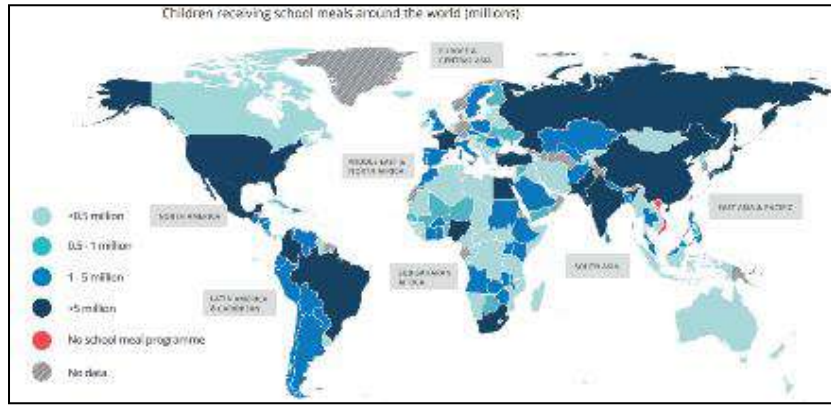 Children receiving school meals around the world (millions)
EUROPE &
CENTRAL ASIA
MIDDLE EAST &
NORTH AFRICA
NORTH AMERICA
EAST ASIA & PACIFIC
SOUTH ASIA
SUB-SAHARAN
AFRICA
LATIN AMERICA
& CARIBBEAN
<0.5 million
0.5 - 1 million
1 - 5 million
>5 million
No school meal programme
No data